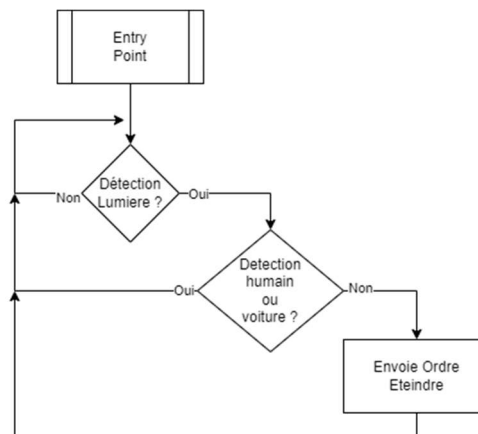 Entry
Point
Détection
Lumiere ?
Non
Oui
Detection
humain
ou
voiture ?
Oui
Non
Envoie Ordre
Eteindre